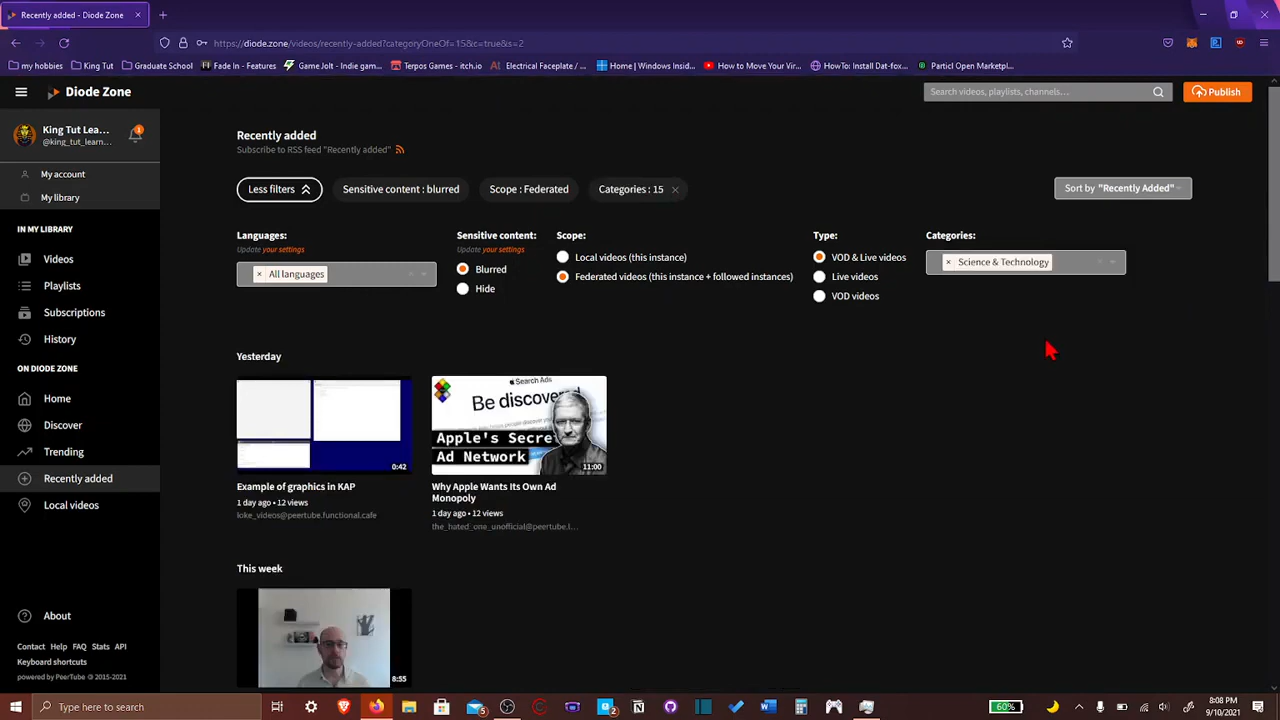 Recently added - Diode Zone
https://diode.zone/videos/recently-added?categoryOneOf=15&c=true&s=2
my hobbies
King Tut
Graduate School
Fade In - Features
Game Jolt - Indie gam...
Terpos Games - itch.io
Electrical Faceplate /...
Home | Windows Insid...
How to Move Your Vir...
HowTo: Install Dat-fox...
Particl Open Marketpl...
Diode Zone
Search videos, playlists, channels...
Publish
King Tut Lea...
@king_tut_learn...
1
My account
My library
IN MY LIBRARY
Videos
Playlists
Subscriptions
History
ON DIODE ZONE
Home
Discover
Trending
Recently added
Local videos
About
Contact Help FAQ Stats API
Keyboard shortcuts
powered by PeerTube © 2015-2021
Recently added
Subscribe to RSS feed "Recently added"
Less filters
Sensitive content : blurred
Scope : Federated
Categories : 15
Sort by "Recently Added"
Languages:
Update your settings
× All languages
Sensitive content:
Update your settings
Blurred
Hide
Scope:
Local videos (this instance)
Federated videos (this instance + followed instances)
Type:
VOD & Live videos
Live videos
VOD videos
Categories:
× Science & Technology
Yesterday
0:42
Example of graphics in KAP
1 day ago • 12 views
loke_videos@peertube.functional.cafe
Search Ads
Be discovered
Apple's Secret
Ad Network
11:00
Why Apple Wants Its Own Ad
Monopoly
1 day ago • 12 views
the_hated_one_unofficial@peertube.l...
This week
8:55
Type here to search
5
2
60%
8:08 PM
9/10/2021